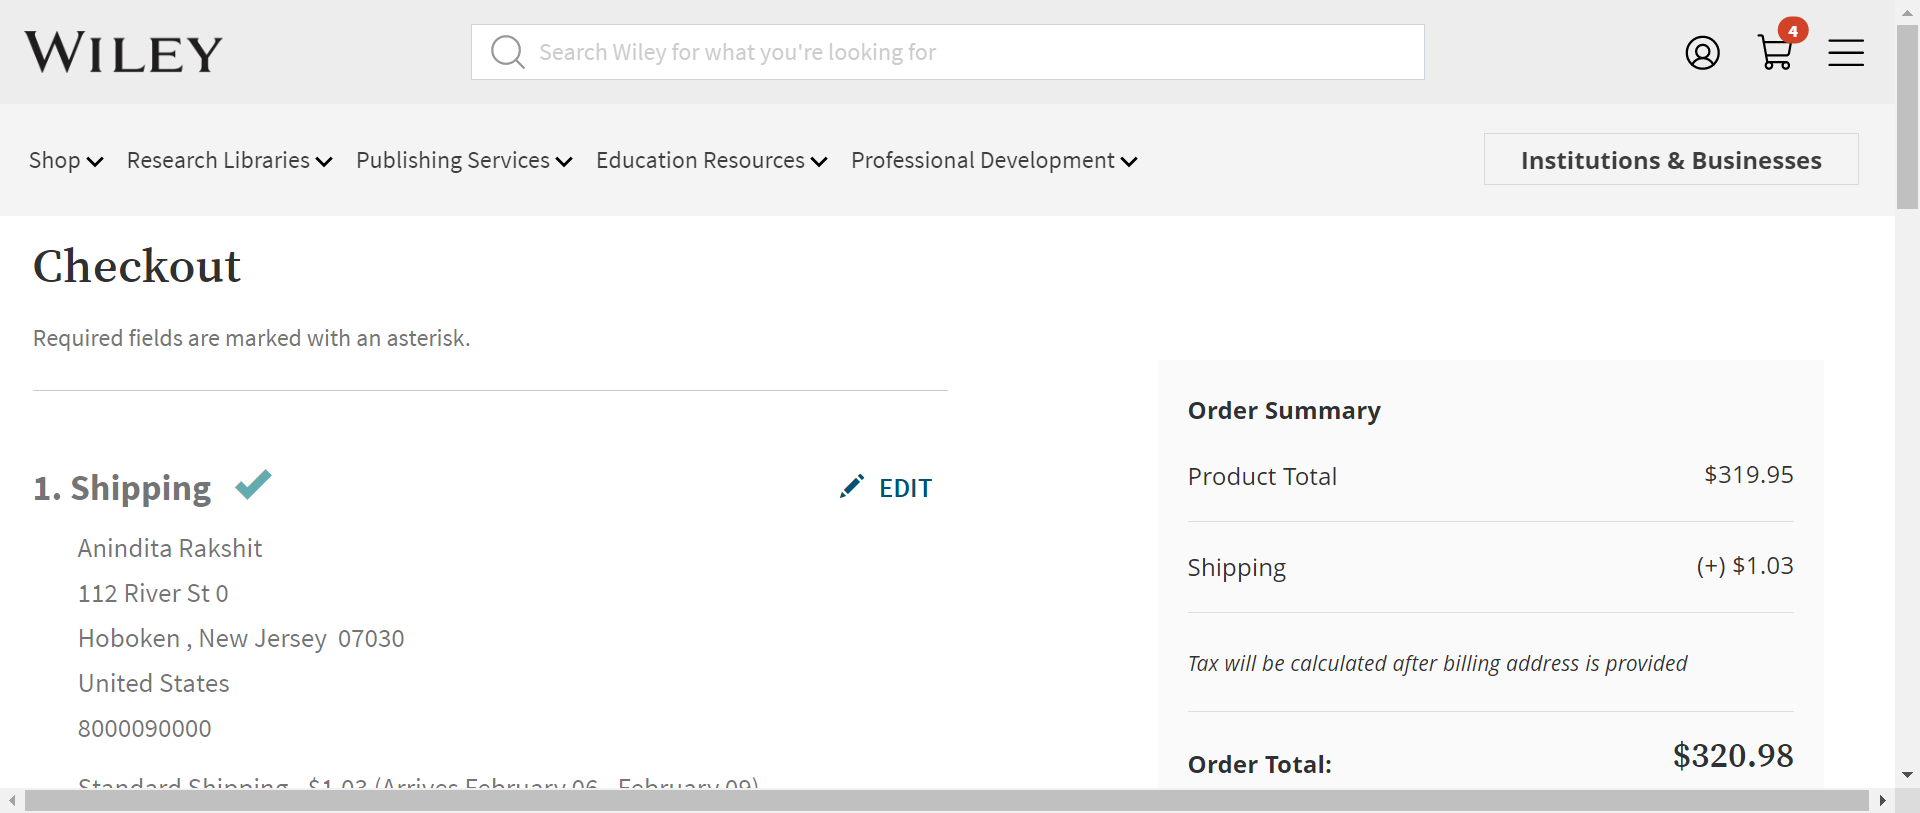 WILEY
Search Wiley for what you're looking for
4
Shop Research Libraries Publishing Services Education Resources Professional Development Institutions & Businesses
Checkout
Required fields are marked with an asterisk.
1. Shipping EDIT
Anindita Rakshit
112 River St 0
Hoboken , New Jersey 07030
United States
8000090000
Standard Shipping - $1.03 (Arrives February 06 - February 09)
Order Summary
Product Total $319.95
Shipping (+) $1.03
Tax will be calculated after billing address is provided
Order Total: $320.98